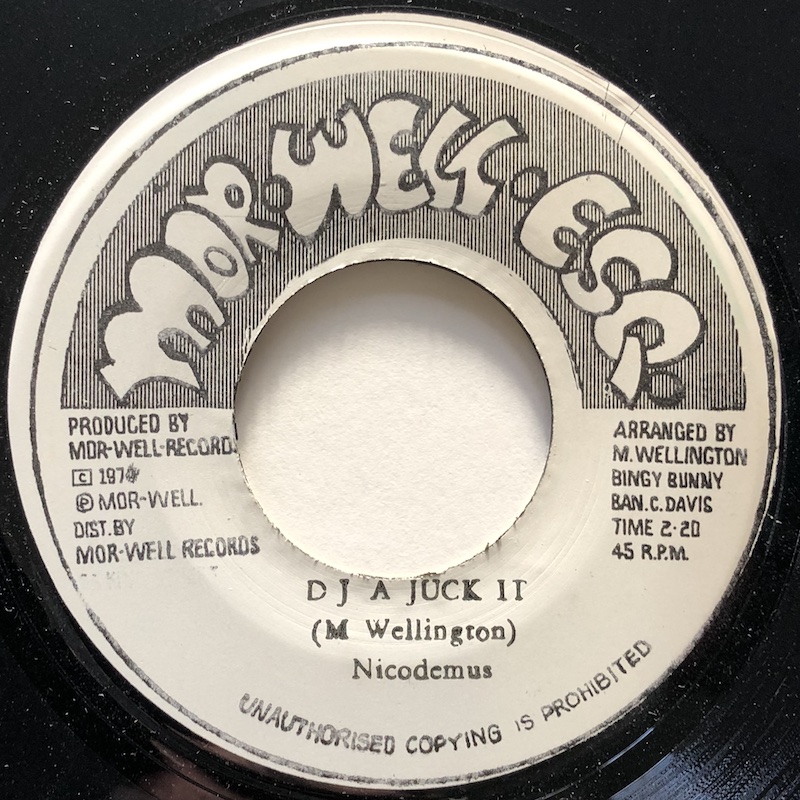 MOR·WELL·ESQ.
PRODUCED BY
MOR-WELL-RECORDS
Ⓒ 1974
Ⓟ MOR-WELL.
DIST.BY
MOR-WELL RECORDS
ARRANGED BY
M.WELLINGTON
BINGY BUNNY
BAN.C.DAVIS
TIME 2·20
45 R.P.M.
D J A JUCK IT
(M Wellington)
Nicodemus
UNAUTHORISED COPYING IS PROHIBITED